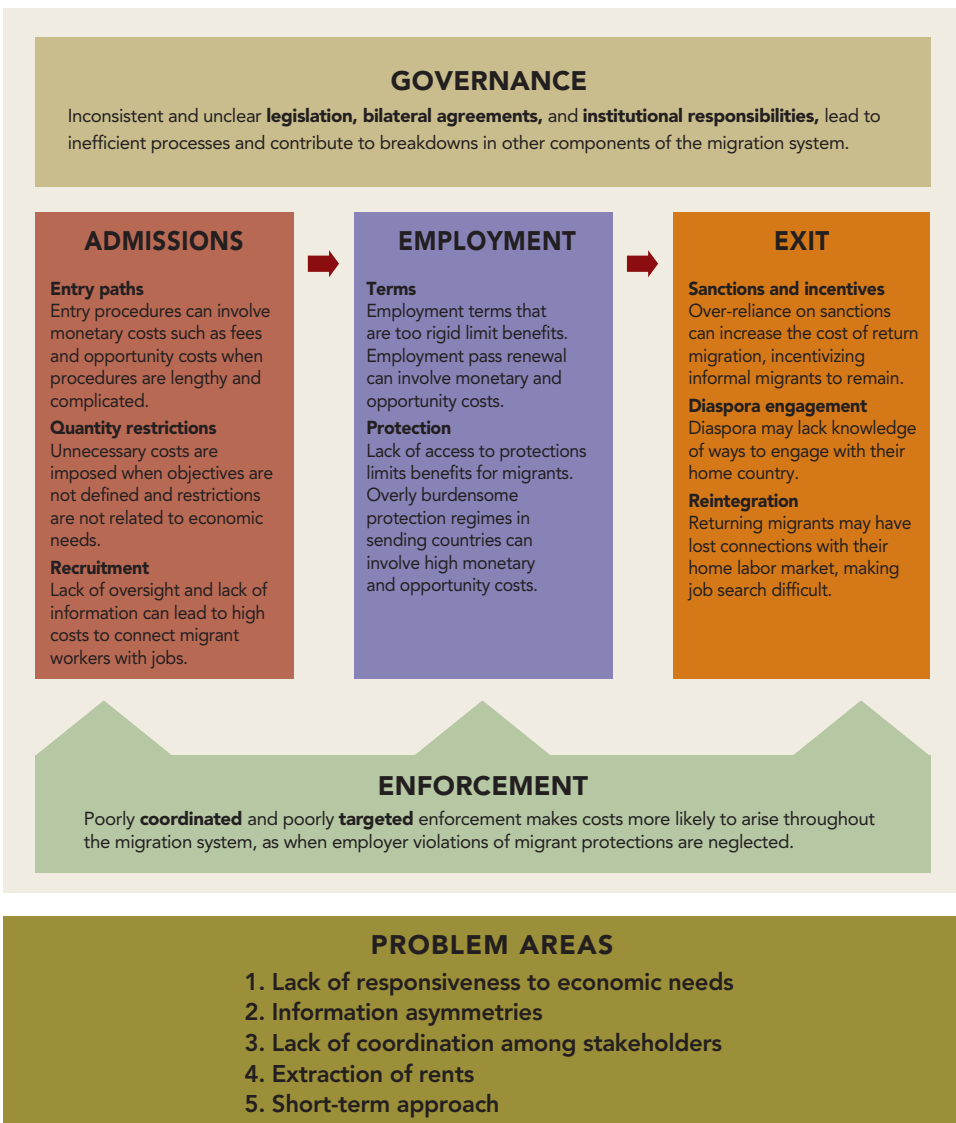 GOVERNANCE
Inconsistent and unclear legislation, bilateral agreements, and institutional responsibilities, lead to
inefficient processes and contribute to breakdowns in other components of the migration system.
ADMISSIONS
Entry paths
Entry procedures can involve
monetary costs such as fees
and opportunity costs when
procedures are lengthy and
complicated.
Quantity restrictions
Unnecessary costs are
imposed when objectives are
not defined and restrictions
are not related to economic
needs.
Recruitment
Lack of oversight and lack of
information can lead to high
costs to connect migrant
workers with jobs.
EMPLOYMENT
Terms
Employment terms that
are too rigid limit benefits.
Employment pass renewal
can involve monetary and
opportunity costs.
Protection
Lack of access to protections
limits benefits for migrants.
Overly burdensome
protection regimes in
sending countries can
involve high monetary
and opportunity costs.
EXIT
Sanctions and incentives
Over-reliance on sanctions
can increase the cost of return
migration, incentivizing
informal migrants to remain.
Diaspora engagement
Diaspora may lack knowledge
of ways to engage with their
home country.
Reintegration
Returning migrants may have
lost connections with their
home labor market, making
job search difficult.
ENFORCEMENT
Poorly coordinated and poorly targeted enforcement makes costs more likely to arise throughout
the migration system, as when employer violations of migrant protections are neglected.
PROBLEM AREAS
1. Lack of responsiveness to economic needs
2. Information asymmetries
3. Lack of coordination among stakeholders
4. Extraction of rents
5. Short-term approach